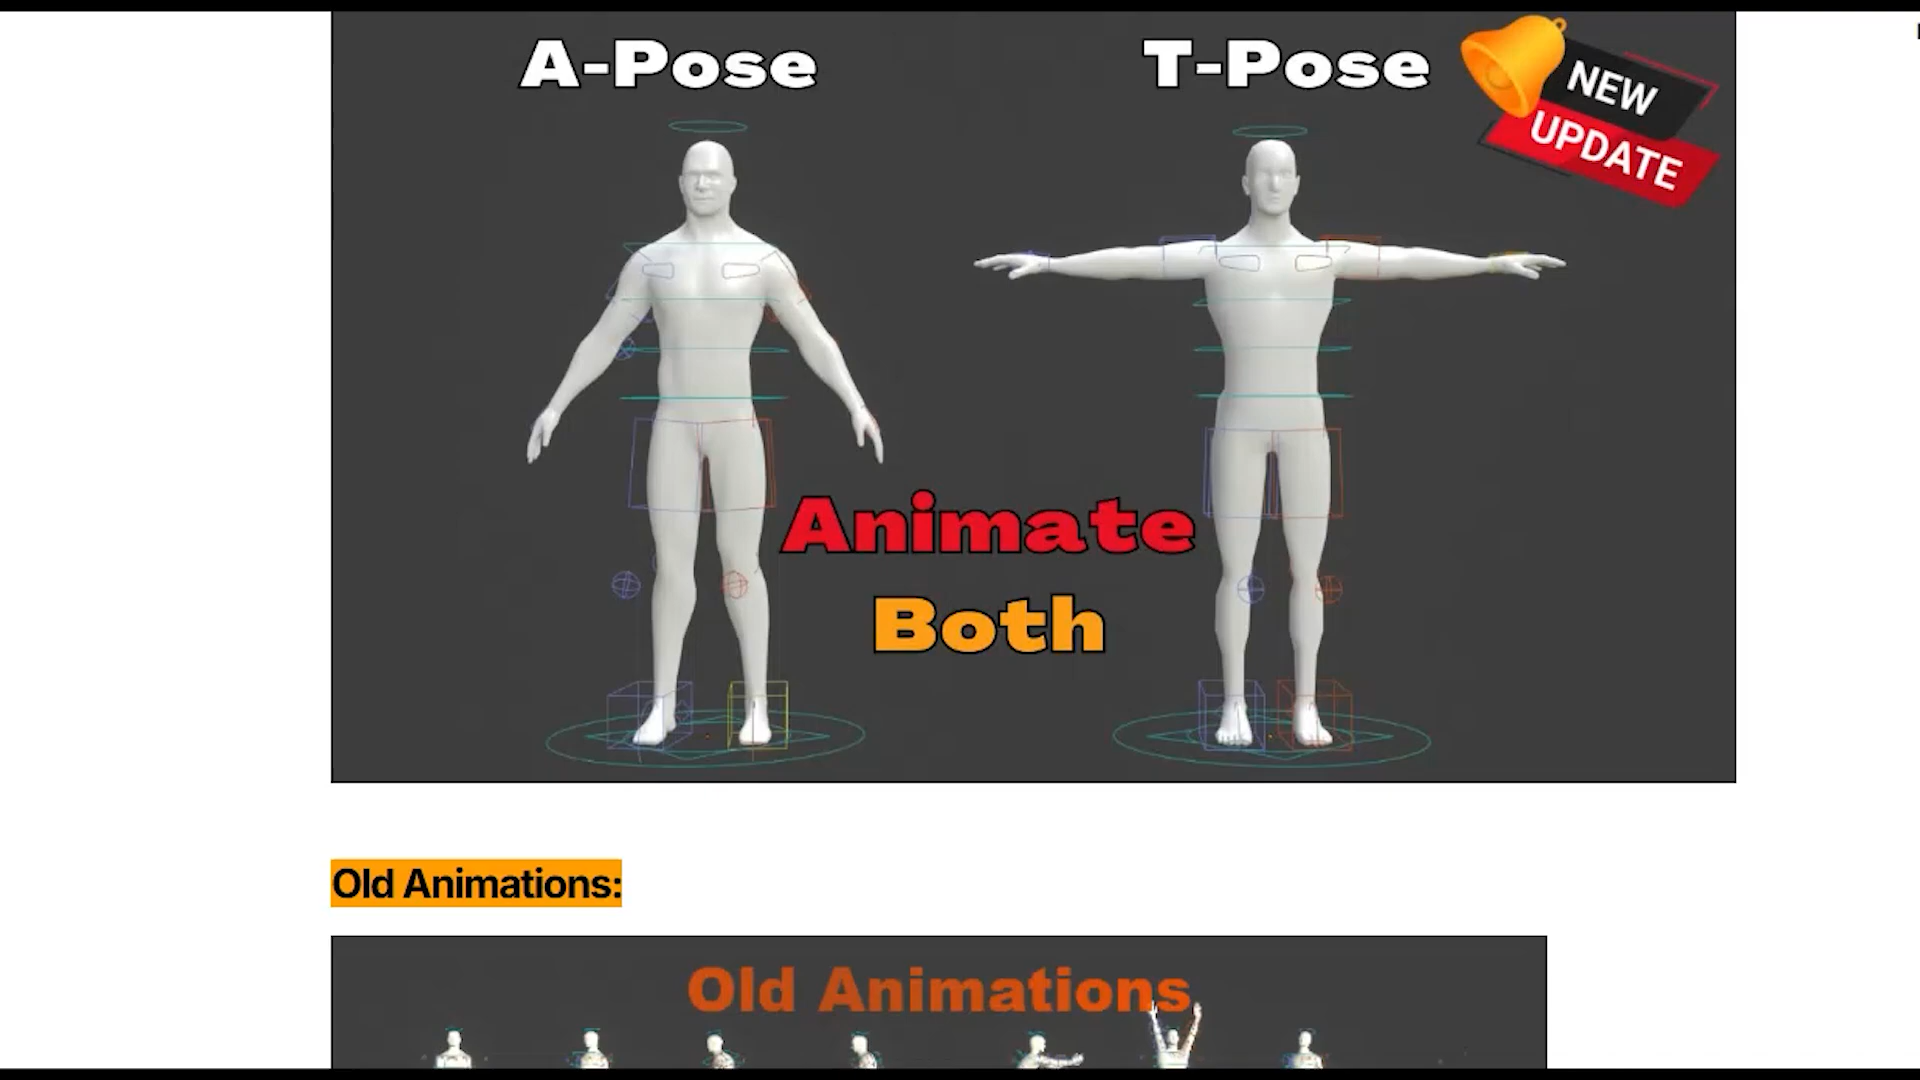 A-Pose
T-Pose
NEW
UPDATE
Animate
Both
Old Animations:
Old Animations